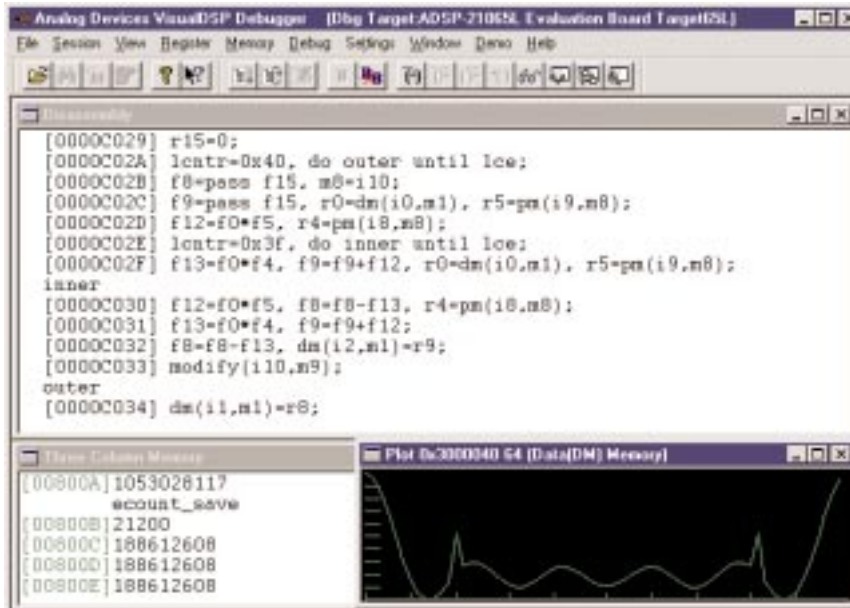 Analog Devices VisualDSP Debugger [Dbg Target:ADSP-21065L Evaluation Board Target65L]
File Session View Register Memory Debug Settings Window Demo Help
Disassembly
[0000C029] r15=0;
[0000C02A] lcntr=0x40, do outer until lce;
[0000C02B] f8=pass f15, m8=i10;
[0000C02C] f9=pass f15, r0=dm(i0,m1), r5=pm(i9,m8);
[0000C02D] f12=f0*f5, r4=pm(i8,m8);
[0000C02E] lcntr=0x3f, do inner until lce;
[0000C02F] f13=f0*f4, f9=f9+f12, r0=dm(i0,m1), r5=pm(i9,m8);
inner
[0000C030] f12=f0*f5, f8=f8-f13, r4=pm(i8,m8);
[0000C031] f13=f0*f4, f9=f9+f12;
[0000C032] f8=f8-f13, dm(i2,m1)=r9;
[0000C033] modify(i10,m9);
outer
[0000C034] dm(i1,m1)=r8;
Three Column Memory
[00800A] 1053028117
ecount_save
[00800B] 21200
[00800C] 188612608
[00800D] 188612608
[00800E] 188612608
Plot 0x3000040 64 (Data(DM) Memory)